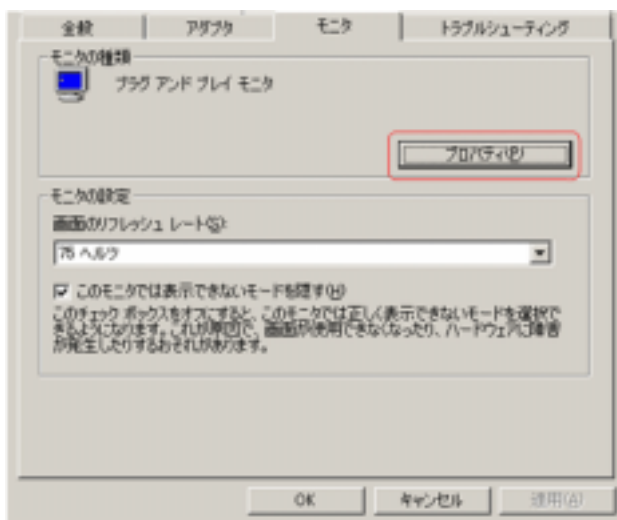 全般
アダプタ
モニタ
トラブルシューティング
モニタの種類
プラグ アンド プレイ モニタ
プロパティ(P)
モニタの設定
画面のリフレッシュ レート(S):
75 ヘルツ
このモニタでは表示できないモードを隠す(H)
このチェック ボックスをオフにすると、このモニタでは正しく表示できないモードを選択で
きるようになります。これが原因で、画面が使用できなくなったり、ハードウェアに障害
が発生したりするおそれがあります。
OK
キャンセル
適用(A)